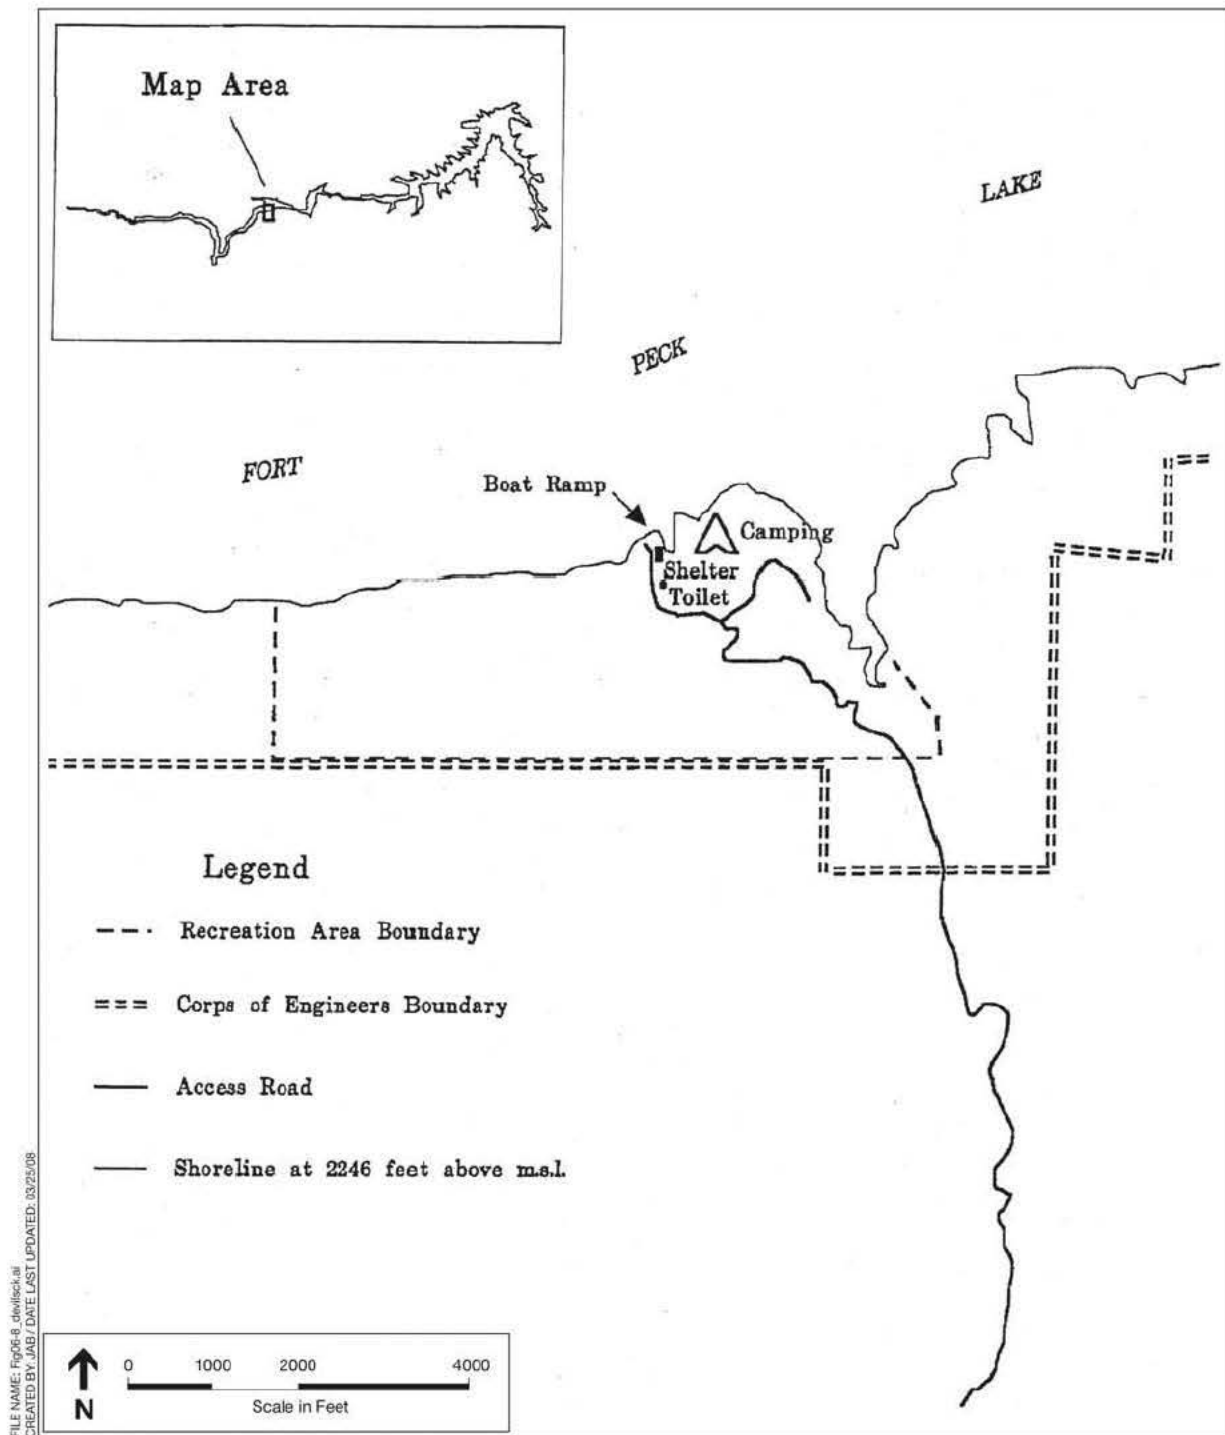 Map Area
LAKE
PECK
FORT
Boat Ramp
Camping
Shelter
Toilet
Legend
Recreation Area Boundary
Corps of Engineers Boundary
Access Road
Shoreline at 2246 feet above m.s.l.
0 1000 2000 4000
Scale in Feet
N
FILE NAME: Fig06-8_devilsck.ai
CREATED BY: JAB / DATE LAST UPDATED: 03/25/08